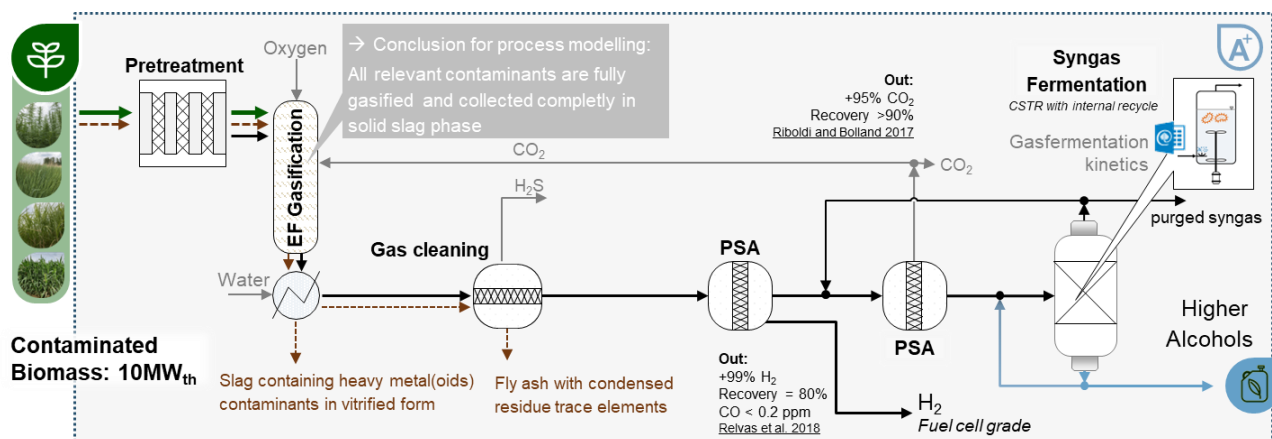 Oxygen
Pretreatment
→ Conclusion for process modelling:
All relevant contaminants are fully
gasified and collected completly in
solid slag phase
EF Gasification
Out:
+95% CO₂
Recovery >90%
Riboldi and Bolland 2017
Syngas
Fermentation
CSTR with internal recycle
Gasfermentation
kinetics
A⁺
CO₂
CO₂
H₂S
purged syngas
Gas cleaning
PSA
Water
PSA
Higher
Alcohols
Contaminated
Biomass: 10MWth
Slag containing heavy metal(oids)
contaminants in vitrified form
Fly ash with condensed
residue trace elements
Out:
+99% H₂
Recovery = 80%
CO < 0.2 ppm
Relvas et al. 2018
H₂
Fuel cell grade